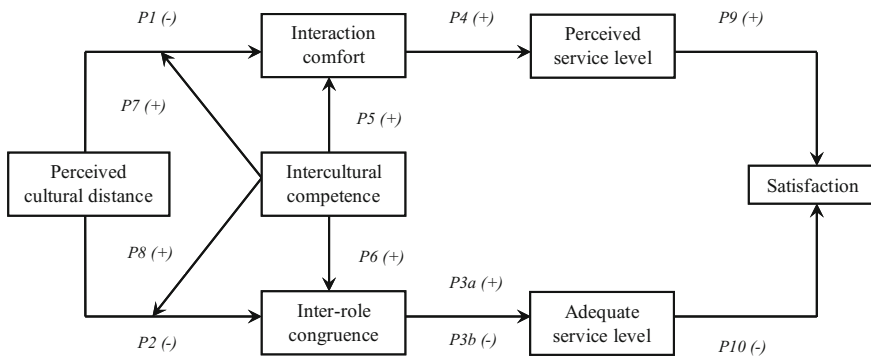 P1 (-)
Interaction
comfort
P4 (+)
Perceived
service level
P9 (+)
P7 (+)
P5 (+)
Perceived
cultural distance
Intercultural
competence
Satisfaction
P8 (+)
P6 (+)
P2 (-)
Inter-role
congruence
P3a (+)
P3b (-)
Adequate
service level
P10 (-)